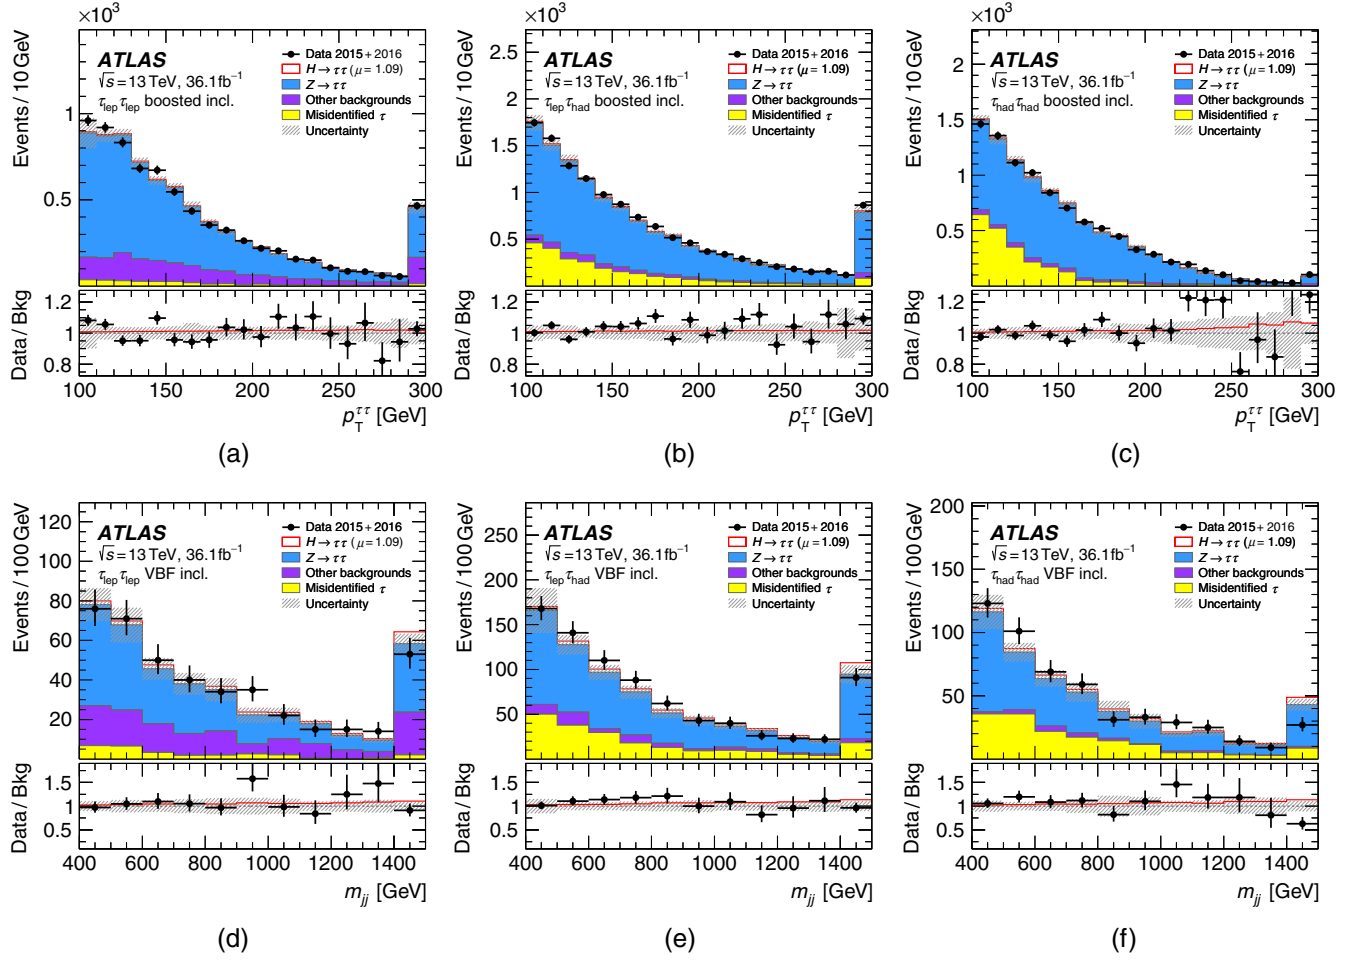 ×10³
ATLAS
√s = 13 TeV, 36.1 fb⁻¹
τlep τlep boosted incl.
Data 2015 + 2016
H → ττ (μ = 1.09)
Z → ττ
Other backgrounds
Misidentified τ
Uncertainty
Events / 10 GeV
1
0.5
Data / Bkg
1.2
1.0
0.8
100 150 200 250 300
p_T^ττ [GeV]
(a)
×10³
ATLAS
√s = 13 TeV, 36.1 fb⁻¹
τlep τhad boosted incl.
Data 2015 + 2016
H → ττ (μ = 1.09)
Z → ττ
Other backgrounds
Misidentified τ
Uncertainty
Events / 10 GeV
2.5
2
1.5
1
0.5
Data / Bkg
1.2
1.0
0.8
100 150 200 250 300
p_T^ττ [GeV]
(b)
×10³
ATLAS
√s = 13 TeV, 36.1 fb⁻¹
τhad τhad boosted incl.
Data 2015 + 2016
H → ττ (μ = 1.09)
Z → ττ
Other backgrounds
Misidentified τ
Uncertainty
Events / 10 GeV
2
1.5
1
0.5
Data / Bkg
1.2
1.0
0.8
100 150 200 250 300
p_T^ττ [GeV]
(c)
ATLAS
√s = 13 TeV, 36.1 fb⁻¹
τlep τlep VBF incl.
Data 2015 + 2016
H → ττ (μ = 1.09)
Z → ττ
Other backgrounds
Misidentified τ
Uncertainty
Events / 100 GeV
120
100
80
60
40
20
Data / Bkg
1.5
1.0
0.5
400 600 800 1000 1200 1400
m_jj [GeV]
(d)
ATLAS
√s = 13 TeV, 36.1 fb⁻¹
τlep τhad VBF incl.
Data 2015 + 2016
H → ττ (μ = 1.09)
Z → ττ
Other backgrounds
Misidentified τ
Uncertainty
Events / 100 GeV
250
200
150
100
50
Data / Bkg
1.5
1.0
0.5
400 600 800 1000 1200 1400
m_jj [GeV]
(e)
ATLAS
√s = 13 TeV, 36.1 fb⁻¹
τhad τhad VBF incl.
Data 2015 + 2016
H → ττ (μ = 1.09)
Z → ττ
Other backgrounds
Misidentified τ
Uncertainty
Events / 100 GeV
200
150
100
50
Data / Bkg
1.5
1.0
0.5
400 600 800 1000 1200 1400
m_jj [GeV]
(f)